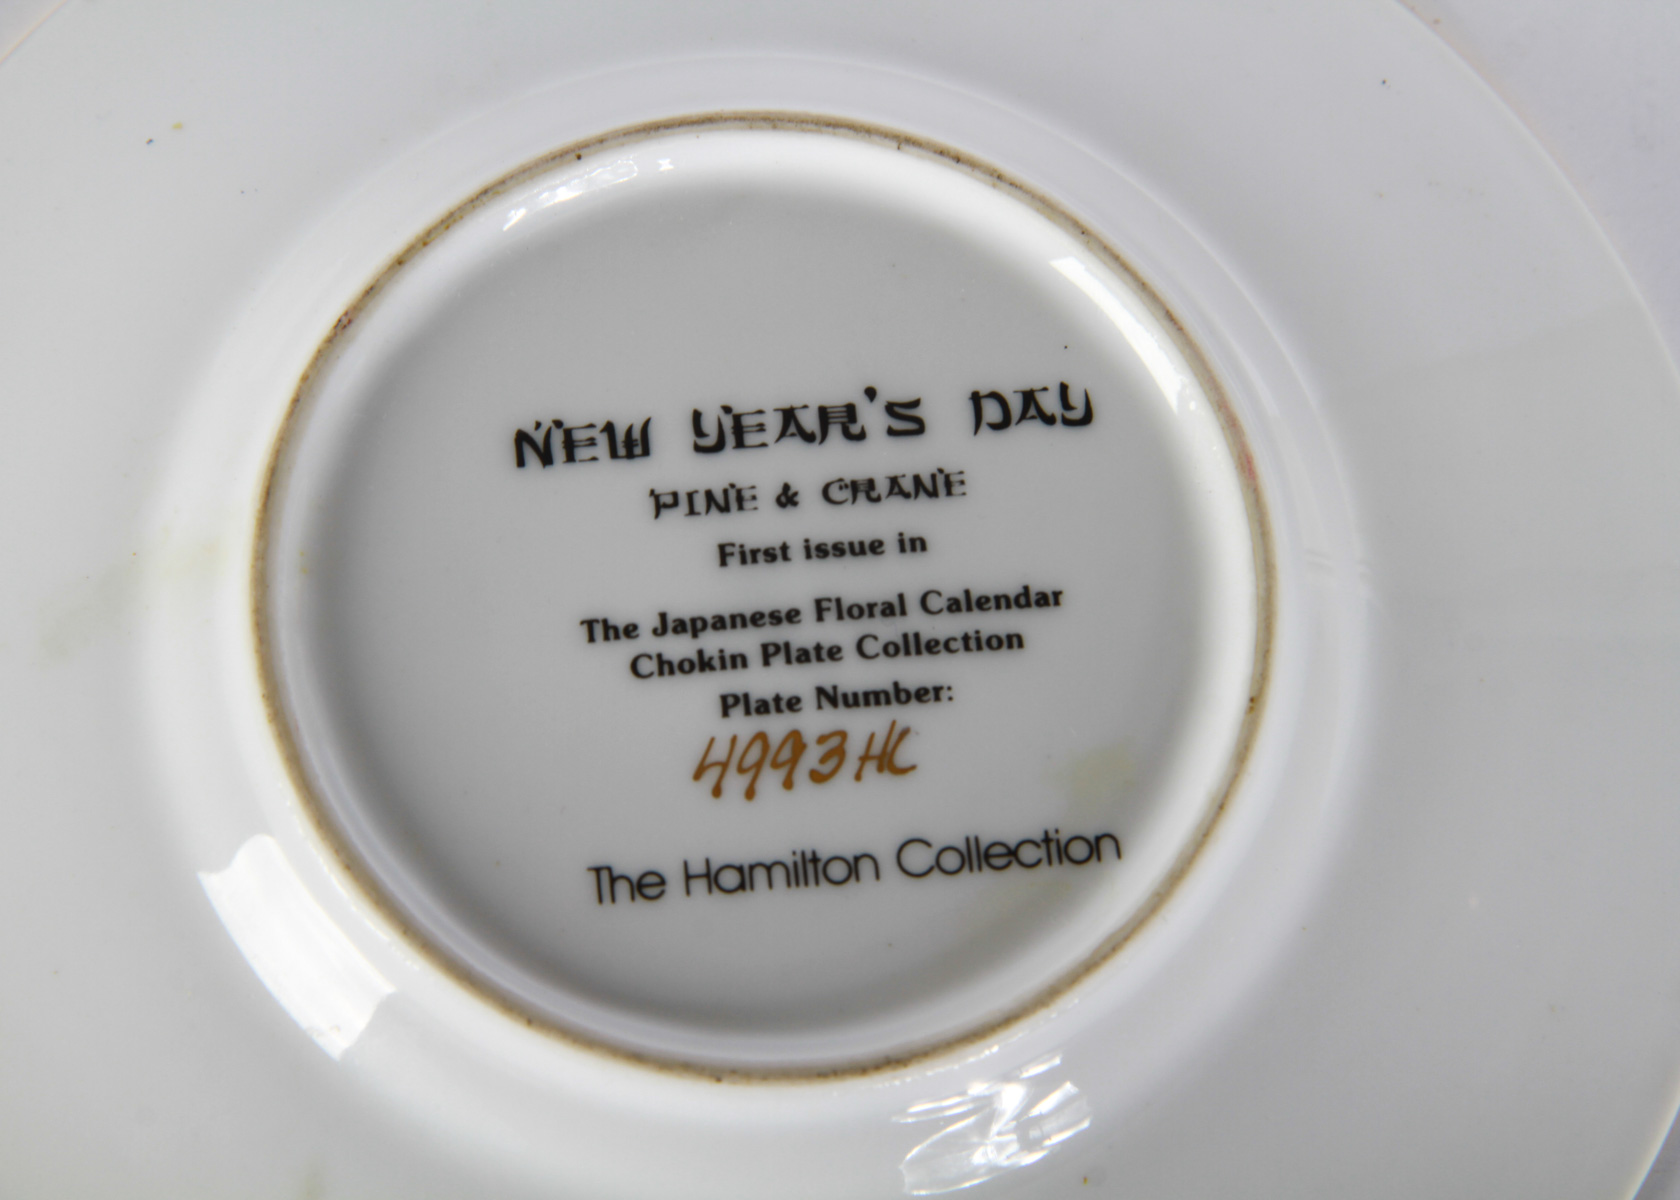 NEW YEAR'S DAY
PINE & CRANE
First issue in
The Japanese Floral Calendar
Chokin Plate Collection
Plate Number:
4993HC
The Hamilton Collection